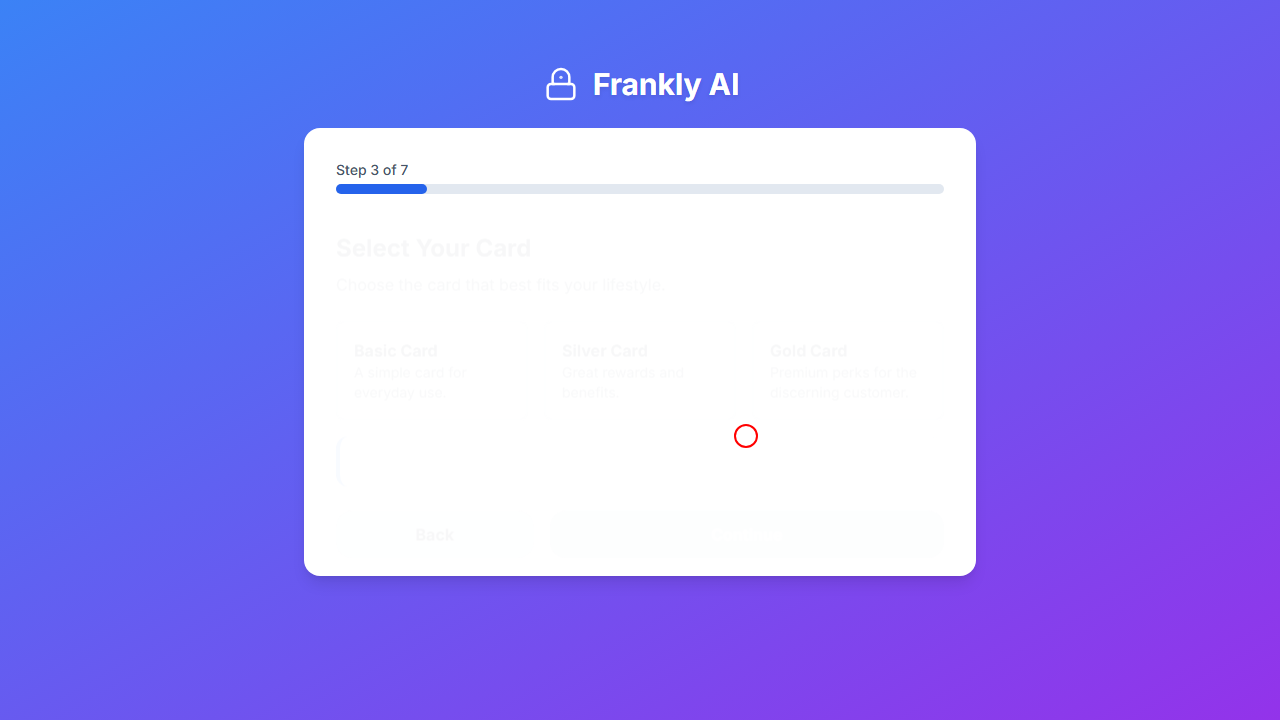 Frankly AI
Step 3 of 7
Select Your Card
Choose the card that best fits your lifestyle.
Basic Card
A simple card for
everyday use.
Silver Card
Great rewards and
benefits.
Gold Card
Premium perks for the
discerning customer.
Back